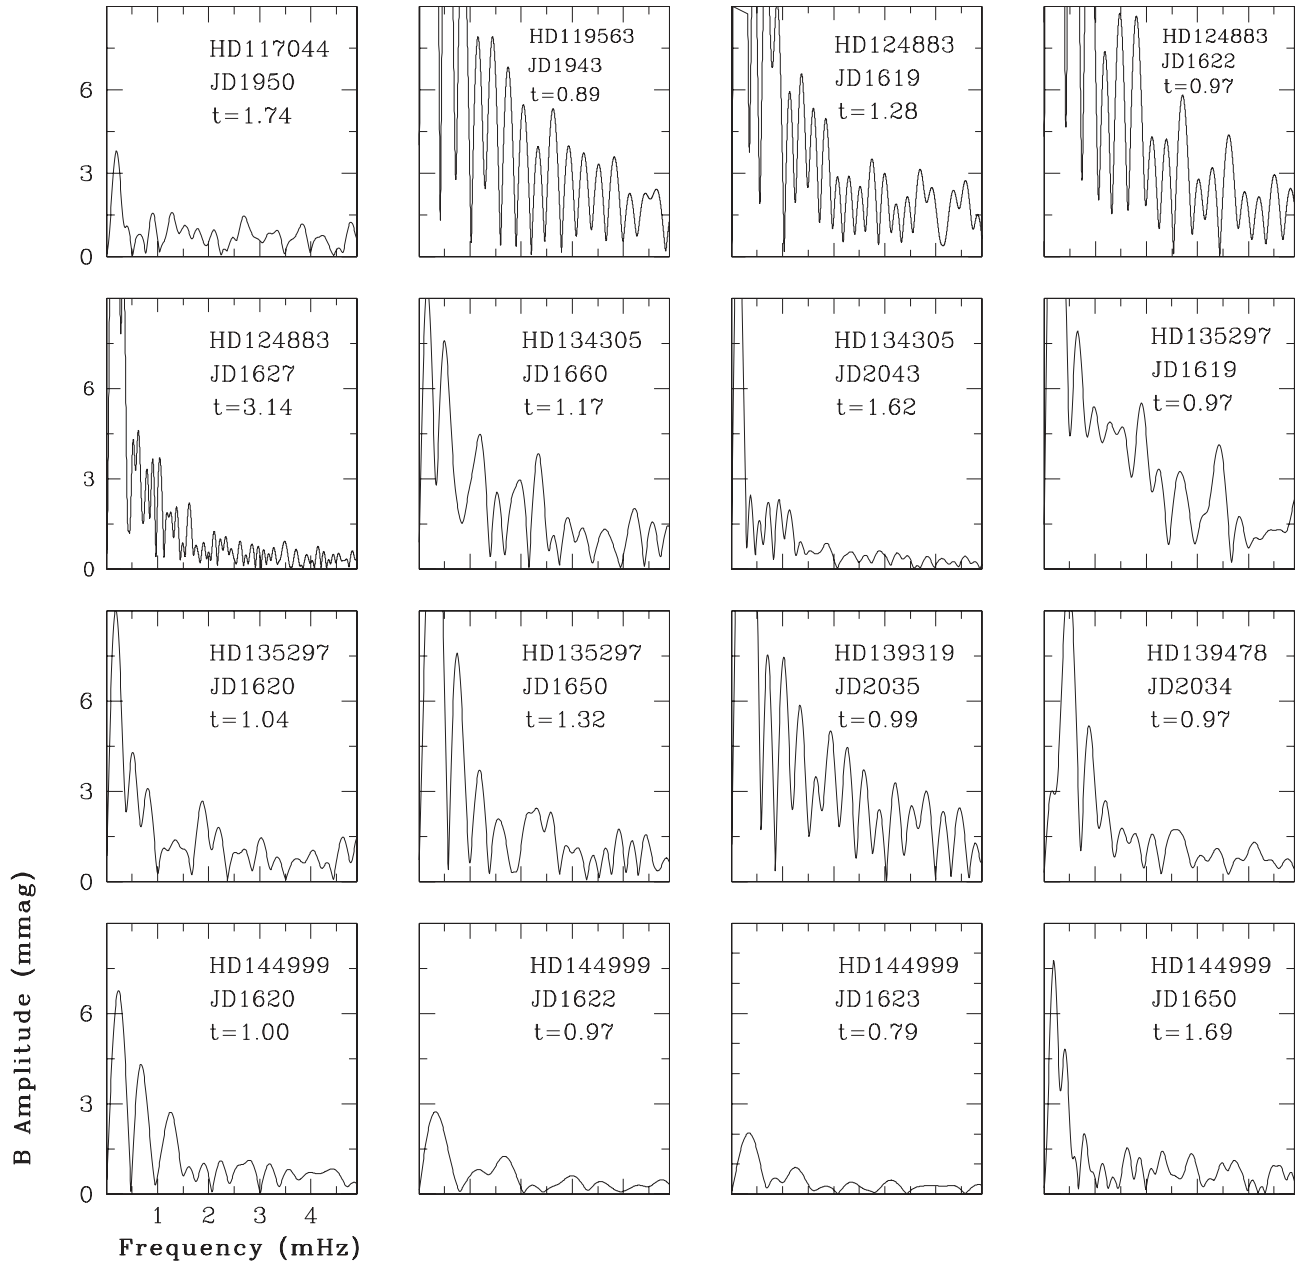 HD117044
JD1950
t=1.74
HD119563
JD1943
t=0.89
HD124883
JD1619
t=1.28
HD124883
JD1622
t=0.97
6
3
0
HD124883
JD1627
t=3.14
HD134305
JD1660
t=1.17
HD134305
JD2043
t=1.62
HD135297
JD1619
t=0.97
6
3
0
HD135297
JD1620
t=1.04
HD135297
JD1650
t=1.32
HD139319
JD2035
t=0.99
HD139478
JD2034
t=0.97
6
3
0
HD144999
JD1620
t=1.00
HD144999
JD1622
t=0.97
HD144999
JD1623
t=0.79
HD144999
JD1650
t=1.69
6
3
0
1 2 3 4
Frequency (mHz)
B Amplitude (mmag)